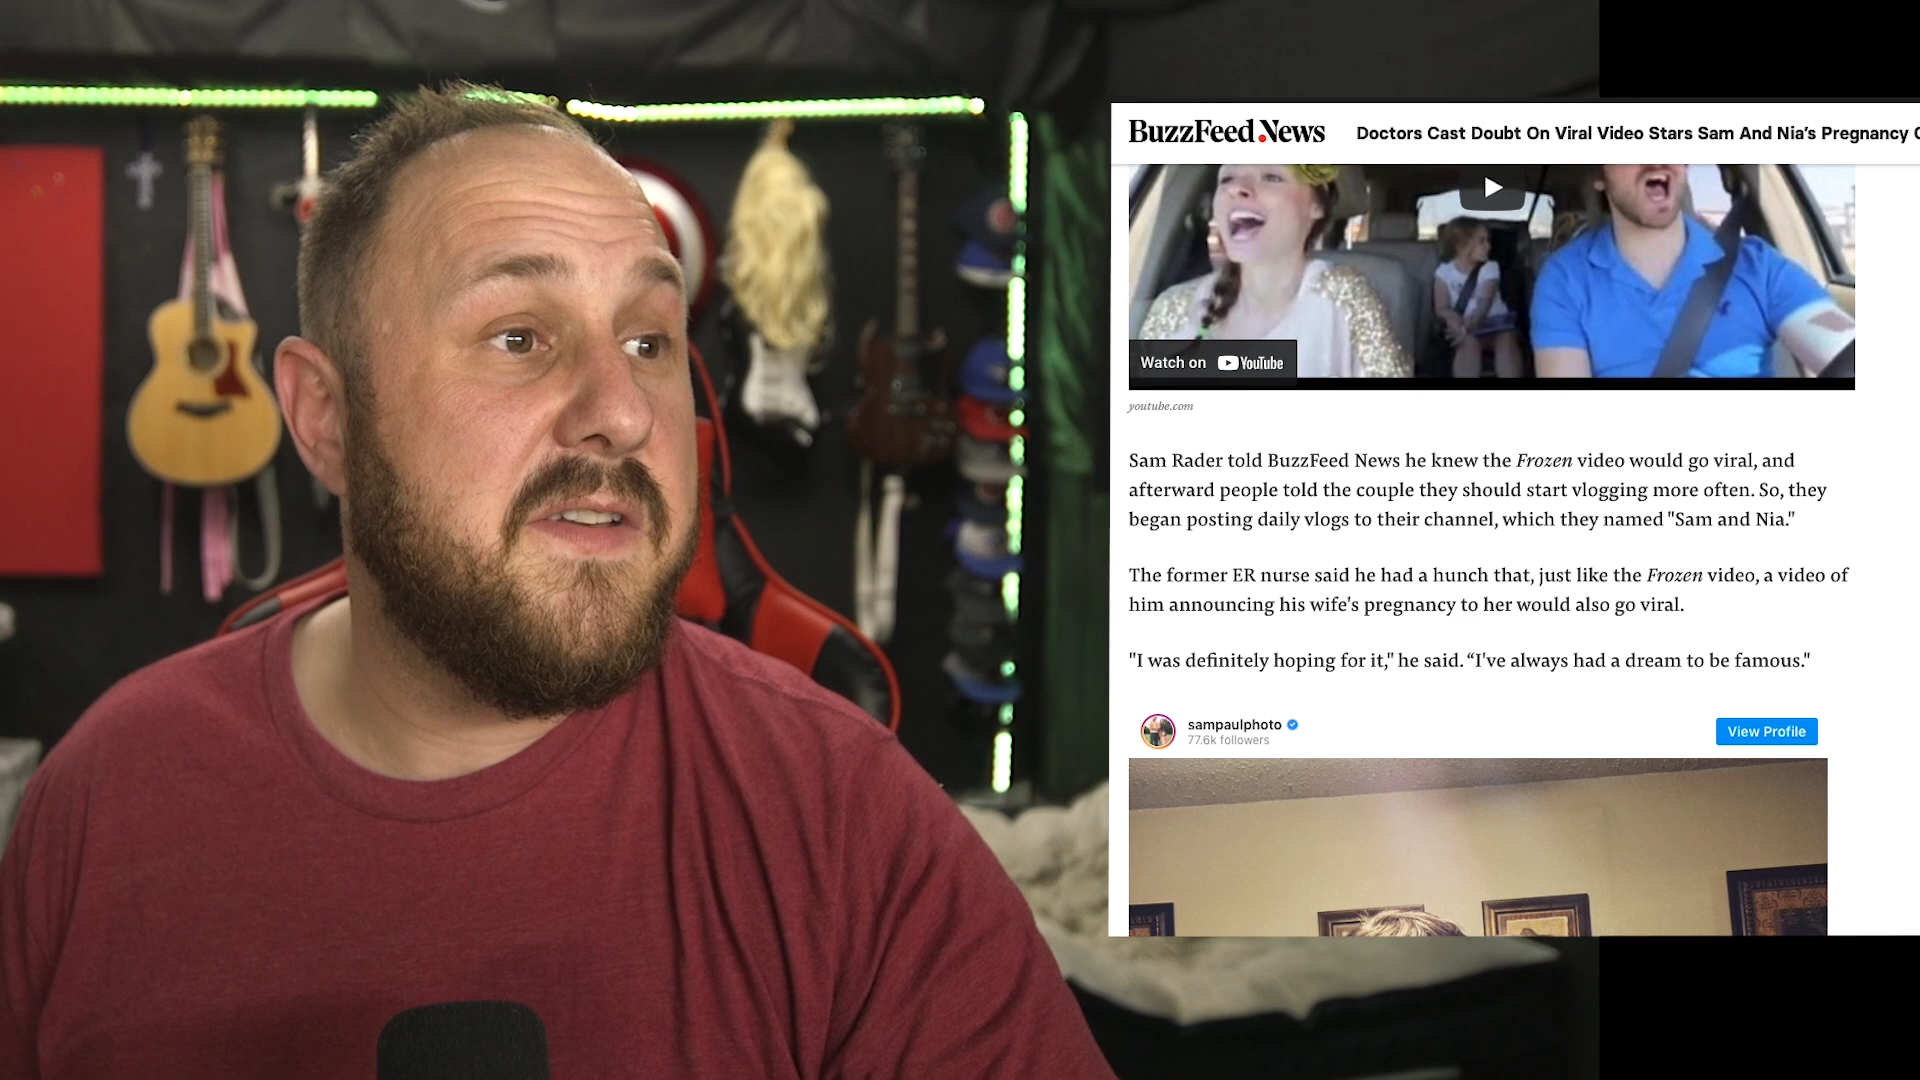 BuzzFeed News
Doctors Cast Doubt On Viral Video Stars Sam And Nia's Pregnancy
Watch on YouTube
youtube.com
Sam Rader told BuzzFeed News he knew the Frozen video would go viral, and
afterward people told the couple they should start vlogging more often. So, they
began posting daily vlogs to their channel, which they named "Sam and Nia."
The former ER nurse said he had a hunch that, just like the Frozen video, a video of
him announcing his wife's pregnancy to her would also go viral.
"I was definitely hoping for it," he said. “I've always had a dream to be famous."
sampaulphoto
77.6k followers
View Profile